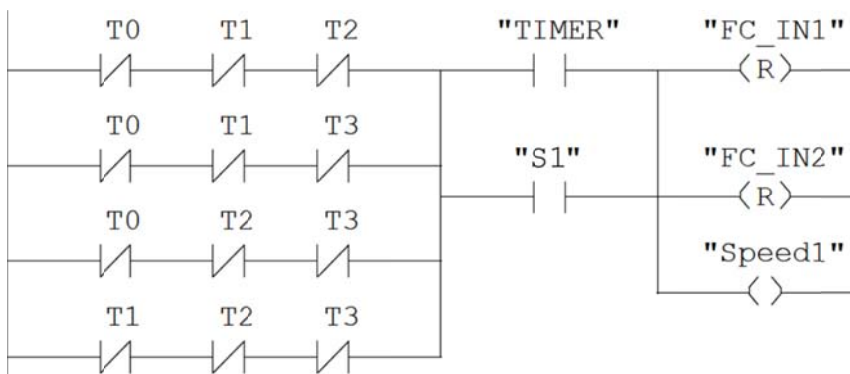 T0 T1 T2 "TIMER" "FC_IN1"
R
T0 T1 T3
"S1" "FC_IN2"
R
T0 T2 T3
"Speed1"
T1 T2 T3